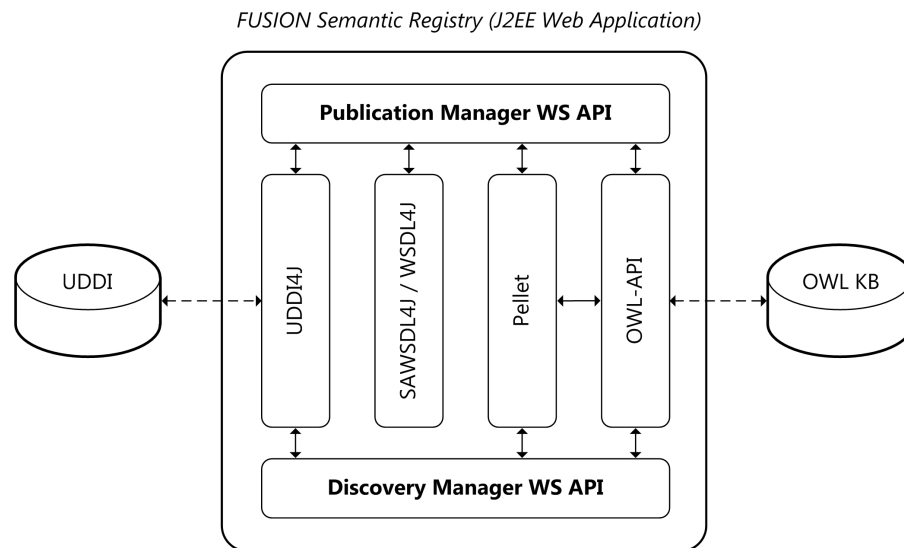 FUSION Semantic Registry (J2EE Web Application)
Publication Manager WS API
UDDI
UDDI4J
SAWSDL4J / WSDL4J
Pellet
OWL-API
OWL KB
Discovery Manager WS API